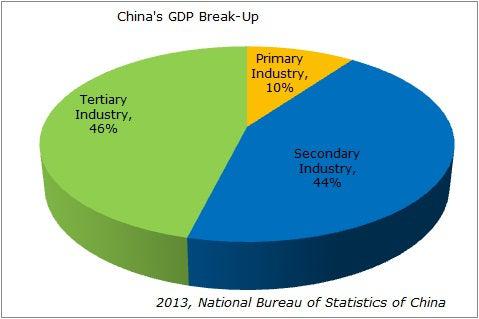 China's GDP Break-Up
Primary
Industry,
10%
Tertiary
Industry,
46%
Secondary
Industry,
44%
2013, National Bureau of Statistics of China